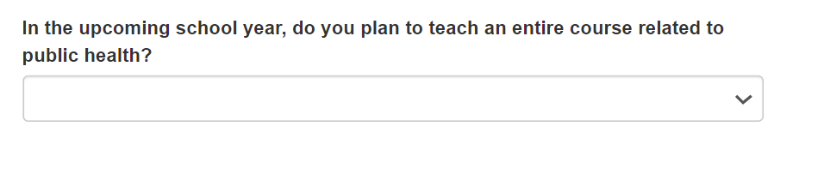 In the upcoming school year, do you plan to teach an entire course related to
public health?